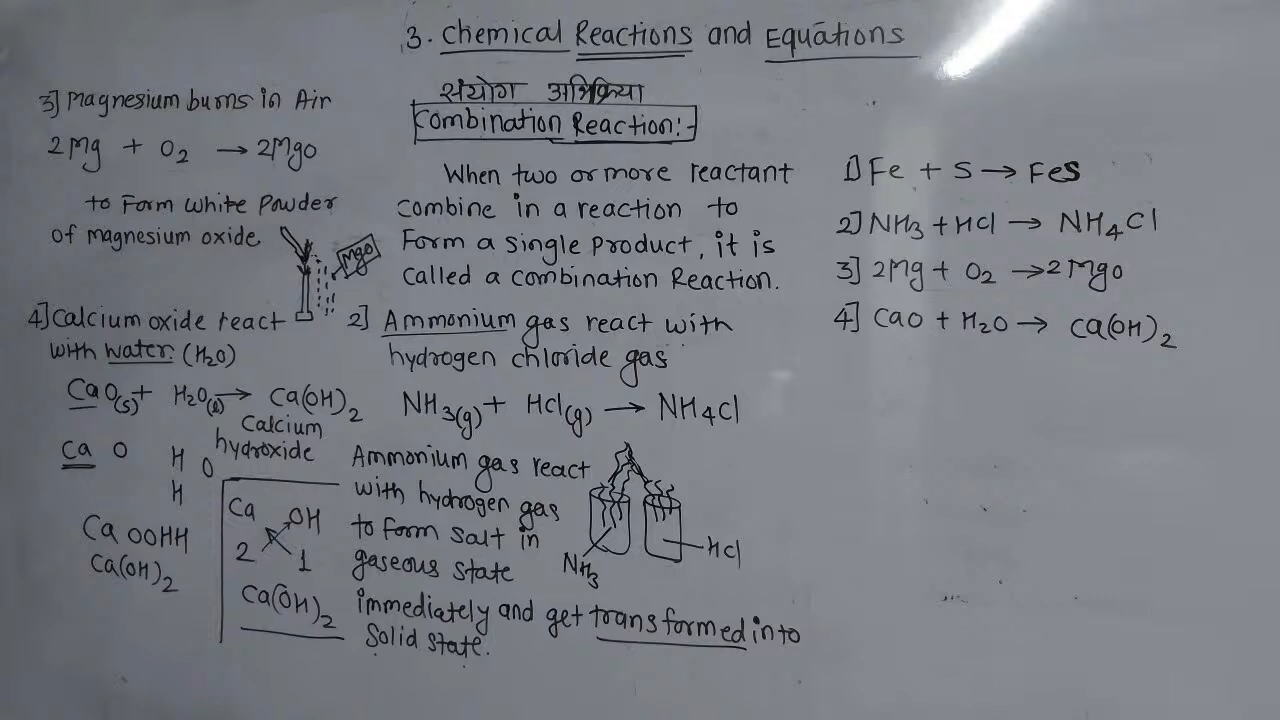 3. Chemical Reactions and Equations
संयोग अभिक्रिया
Combination Reaction:-
When two or more reactant
combine in a reaction to
Form a single product, it is
called a combination Reaction.
1] Fe + S → FeS
2] NH3 + HCl → NH4Cl
3] 2Mg + O2 → 2Mgo
4] CaO + H2O → Ca(OH)2
2] Ammonium gas react with
hydrogen chloride gas
NH3(g) + Hcl(g) → NH4Cl
Ammonium gas react
with hydrogen gas
to form salt in
gaseous state
immediately and get transformed into
Solid state.
NH3
Hcl
3] Magnesium burns in Air
2Mg + O2 → 2Mgo
to Form white Powder
of magnesium oxide
Mgo
4] Calcium oxide react
with water (H2O)
CaO(s) + H2O(l) → Ca(OH)2
Calcium
hydroxide
Ca O
H
O
H
Ca OOHH
Ca(OH)2
Ca OH
2 1
Ca(OH)2